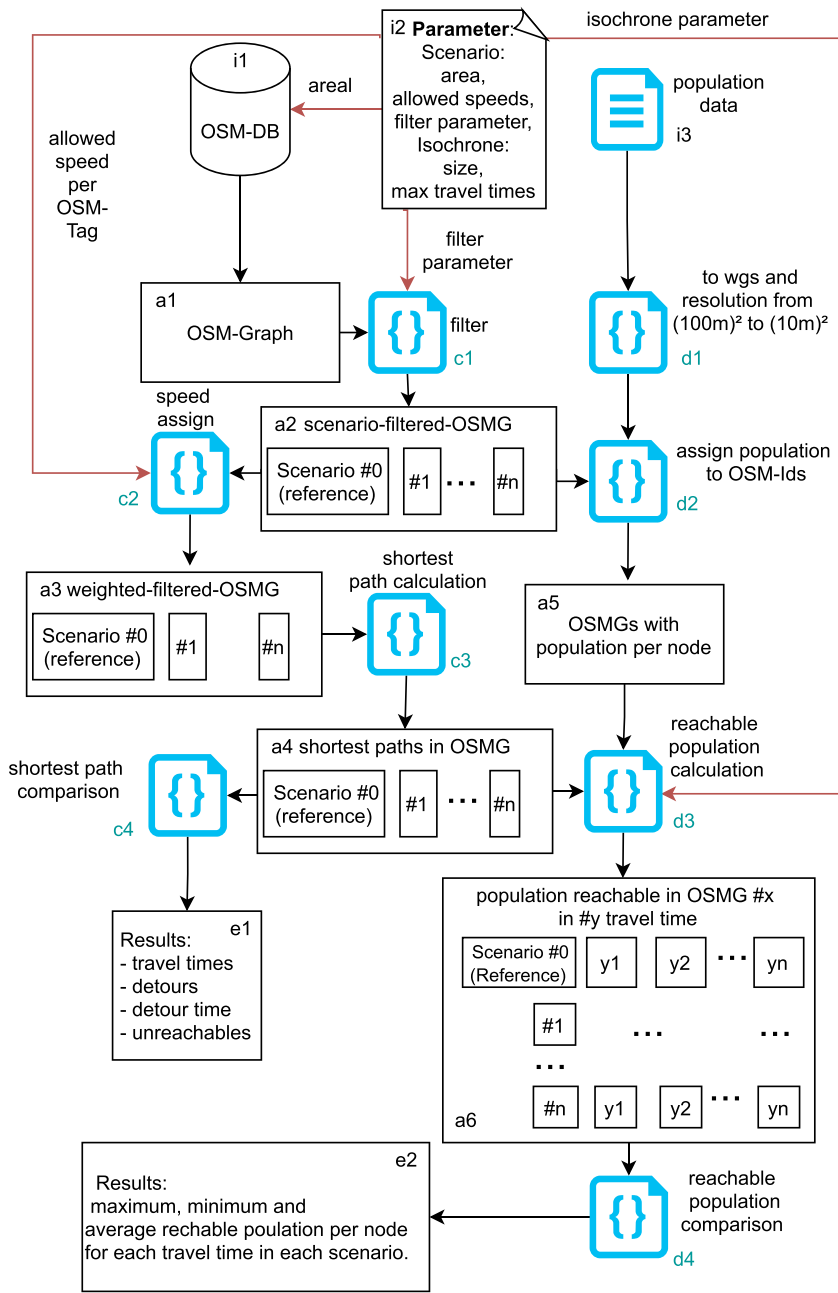 isochrone parameter
i2 Parameter:
Scenario:
area,
allowed speeds,
filter parameter,
Isochrone:
size,
max travel times
i1
OSM-DB
areal
population
data
i3
allowed
speed
per
OSM-
Tag
filter
parameter
a1
OSM-Graph
filter
c1
to wgs and
resolution from
(100m)² to (10m)²
d1
speed
assign
c2
a2 scenario-filtered-OSMG
Scenario #0
(reference)
#1
...
#n
assign population
to OSM-Ids
d2
a3 weighted-filtered-OSMG
Scenario #0
(reference)
#1
#n
shortest
path calculation
c3
a5
OSMGs with
population per node
a4 shortest paths in OSMG
Scenario #0
(reference)
#1
...
#n
reachable
population
calculation
d3
shortest path
comparison
c4
e1
Results:
- travel times
- detours
- detour time
- unreachables
population reachable in OSMG #x
in #y travel time
Scenario #0
(Reference)
y1
y2
...
yn
#1
...
...
...
#n
y1
y2
...
yn
a6
e2
Results:
maximum, minimum and
average rechable poulation per node
for each travel time in each scenario.
reachable
population
comparison
d4